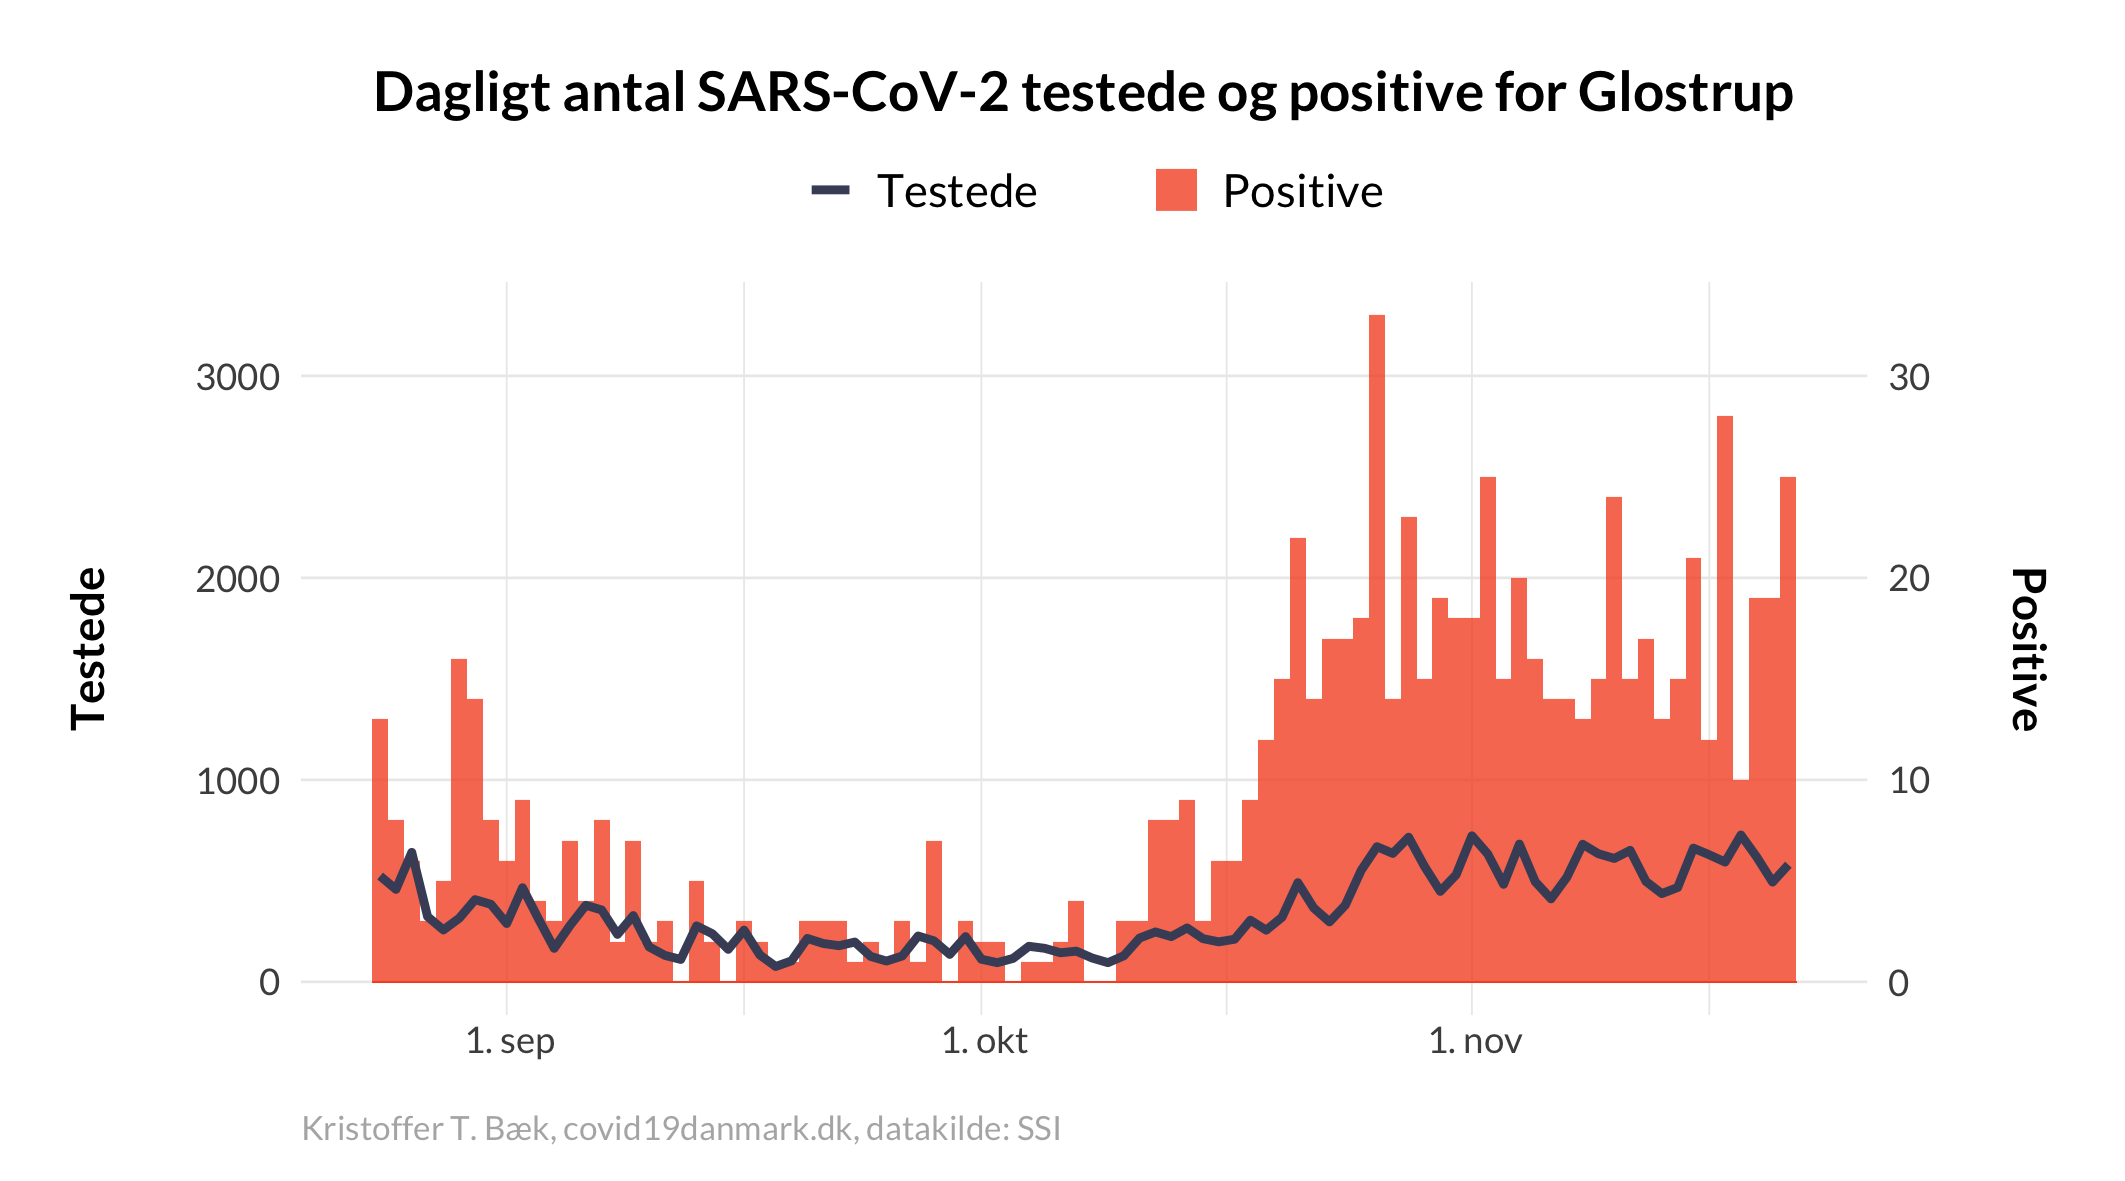 Dagligt antal SARS-CoV-2 testede og positive for Glostrup
Testede
Positive
3000
2000
1000
0
30
20
10
0
Testede
Positive
1. sep
1. okt
1. nov
Kristoffer T. Bæk, covid19danmark.dk, datakilde: SSI